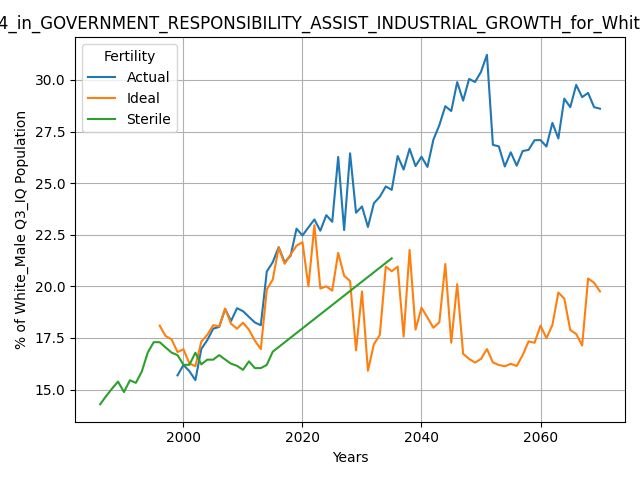 4_in_GOVERNMENT_RESPONSIBILITY_ASSIST_INDUSTRIAL_GROWTH_for_Whit
Fertility
Actual
Ideal
Sterile
% of White_Male Q3_IQ Population
30.0
27.5
25.0
22.5
20.0
17.5
15.0
2000
2020
2040
2060
Years